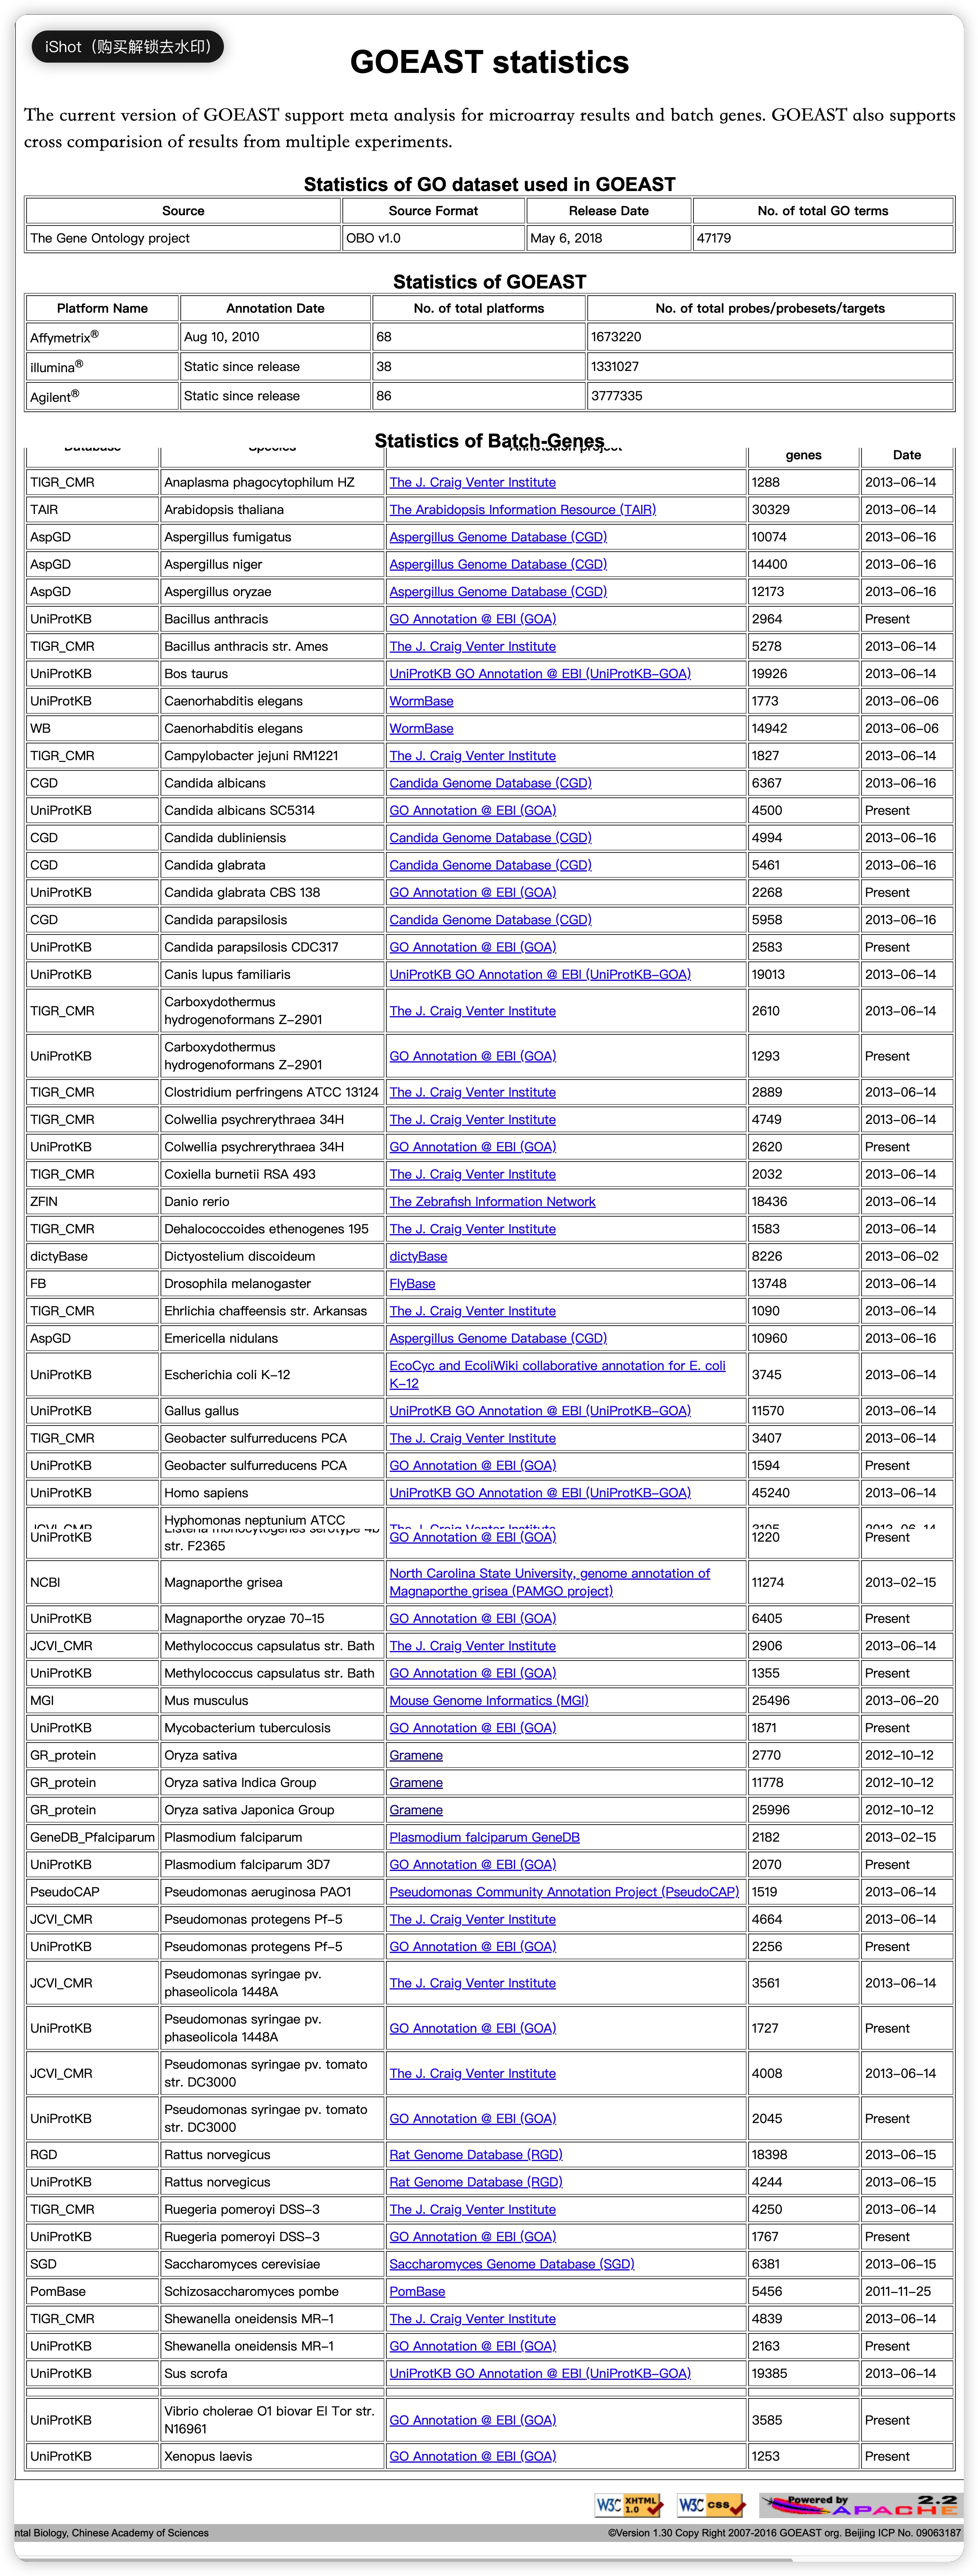 iShot（购买解锁去水印）
GOEAST statistics
The current version of GOEAST support meta analysis for microarray results and batch genes. GOEAST also supports
cross comparision of results from multiple experiments.
Statistics of GO dataset used in GOEAST
Source Source Format Release Date No. of total GO terms
The Gene Ontology project OBO v1.0 May 6, 2018 47179
Statistics of GOEAST
Platform Name Annotation Date No. of total platforms No. of total probes/probesets/targets
Affymetrix® Aug 10, 2010 68 1673220
illumina® Static since release 38 1331027
Agilent® Static since release 86 3777335
Statistics of Batch-Genes
genes Date
TIGR_CMR Anaplasma phagocytophilum HZ The J. Craig Venter Institute 1288 2013-06-14
TAIR Arabidopsis thaliana The Arabidopsis Information Resource (TAIR) 30329 2013-06-14
AspGD Aspergillus fumigatus Aspergillus Genome Database (CGD) 10074 2013-06-16
AspGD Aspergillus niger Aspergillus Genome Database (CGD) 14400 2013-06-16
AspGD Aspergillus oryzae Aspergillus Genome Database (CGD) 12173 2013-06-16
UniProtKB Bacillus anthracis GO Annotation @ EBI (GOA) 2964 Present
TIGR_CMR Bacillus anthracis str. Ames The J. Craig Venter Institute 5278 2013-06-14
UniProtKB Bos taurus UniProtKB GO Annotation @ EBI (UniProtKB-GOA) 19926 2013-06-14
UniProtKB Caenorhabditis elegans WormBase 1773 2013-06-06
WB Caenorhabditis elegans WormBase 14942 2013-06-06
TIGR_CMR Campylobacter jejuni RM1221 The J. Craig Venter Institute 1827 2013-06-14
CGD Candida albicans Candida Genome Database (CGD) 6367 2013-06-16
UniProtKB Candida albicans SC5314 GO Annotation @ EBI (GOA) 4500 Present
CGD Candida dubliniensis Candida Genome Database (CGD) 4994 2013-06-16
CGD Candida glabrata Candida Genome Database (CGD) 5461 2013-06-16
UniProtKB Candida glabrata CBS 138 GO Annotation @ EBI (GOA) 2268 Present
CGD Candida parapsilosis Candida Genome Database (CGD) 5958 2013-06-16
UniProtKB Candida parapsilosis CDC317 GO Annotation @ EBI (GOA) 2583 Present
UniProtKB Canis lupus familiaris UniProtKB GO Annotation @ EBI (UniProtKB-GOA) 19013 2013-06-14
Carboxydothermus
TIGR_CMR hydrogenoformans Z-2901 The J. Craig Venter Institute 2610 2013-06-14
Carboxydothermus
UniProtKB hydrogenoformans Z-2901 GO Annotation @ EBI (GOA) 1293 Present
TIGR_CMR Clostridium perfringens ATCC 13124 The J. Craig Venter Institute 2889 2013-06-14
TIGR_CMR Colwellia psychrerythraea 34H The J. Craig Venter Institute 4749 2013-06-14
UniProtKB Colwellia psychrerythraea 34H GO Annotation @ EBI (GOA) 2620 Present
TIGR_CMR Coxiella burnetii RSA 493 The J. Craig Venter Institute 2032 2013-06-14
ZFIN Danio rerio The Zebrafish Information Network 18436 2013-06-14
TIGR_CMR Dehalococcoides ethenogenes 195 The J. Craig Venter Institute 1583 2013-06-14
dictyBase Dictyostelium discoideum dictyBase 8226 2013-06-02
FB Drosophila melanogaster FlyBase 13748 2013-06-14
TIGR_CMR Ehrlichia chaffeensis str. Arkansas The J. Craig Venter Institute 1090 2013-06-14
AspGD Emericella nidulans Aspergillus Genome Database (CGD) 10960 2013-06-16
EcoCyc and EcoliWiki collaborative annotation for E. coli
UniProtKB Escherichia coli K-12 K-12 3745 2013-06-14
UniProtKB Gallus gallus UniProtKB GO Annotation @ EBI (UniProtKB-GOA) 11570 2013-06-14
TIGR_CMR Geobacter sulfurreducens PCA The J. Craig Venter Institute 3407 2013-06-14
UniProtKB Geobacter sulfurreducens PCA GO Annotation @ EBI (GOA) 1594 Present
UniProtKB Homo sapiens UniProtKB GO Annotation @ EBI (UniProtKB-GOA) 45240 2013-06-14
Hyphomonas neptunium ATCC
UniProtKB str. F2365 GO Annotation @ EBI (GOA) 1220 Present
North Carolina State University, genome annotation of
NCBI Magnaporthe grisea Magnaporthe grisea (PAMGO project) 11274 2013-02-15
UniProtKB Magnaporthe oryzae 70-15 GO Annotation @ EBI (GOA) 6405 Present
JCVI_CMR Methylococcus capsulatus str. Bath The J. Craig Venter Institute 2906 2013-06-14
UniProtKB Methylococcus capsulatus str. Bath GO Annotation @ EBI (GOA) 1355 Present
MGI Mus musculus Mouse Genome Informatics (MGI) 25496 2013-06-20
UniProtKB Mycobacterium tuberculosis GO Annotation @ EBI (GOA) 1871 Present
GR_protein Oryza sativa Gramene 2770 2012-10-12
GR_protein Oryza sativa Indica Group Gramene 11778 2012-10-12
GR_protein Oryza sativa Japonica Group Gramene 25996 2012-10-12
GeneDB_Pfalciparum Plasmodium falciparum Plasmodium falciparum GeneDB 2182 2013-02-15
UniProtKB Plasmodium falciparum 3D7 GO Annotation @ EBI (GOA) 2070 Present
PseudoCAP Pseudomonas aeruginosa PAO1 Pseudomonas Community Annotation Project (PseudoCAP) 1519 2013-06-14
JCVI_CMR Pseudomonas protegens Pf-5 The J. Craig Venter Institute 4664 2013-06-14
UniProtKB Pseudomonas protegens Pf-5 GO Annotation @ EBI (GOA) 2256 Present
Pseudomonas syringae pv.
JCVI_CMR phaseolicola 1448A The J. Craig Venter Institute 3561 2013-06-14
Pseudomonas syringae pv.
UniProtKB phaseolicola 1448A GO Annotation @ EBI (GOA) 1727 Present
Pseudomonas syringae pv. tomato
JCVI_CMR str. DC3000 The J. Craig Venter Institute 4008 2013-06-14
Pseudomonas syringae pv. tomato
UniProtKB str. DC3000 GO Annotation @ EBI (GOA) 2045 Present
RGD Rattus norvegicus Rat Genome Database (RGD) 18398 2013-06-15
UniProtKB Rattus norvegicus Rat Genome Database (RGD) 4244 2013-06-15
TIGR_CMR Ruegeria pomeroyi DSS-3 The J. Craig Venter Institute 4250 2013-06-14
UniProtKB Ruegeria pomeroyi DSS-3 GO Annotation @ EBI (GOA) 1767 Present
SGD Saccharomyces cerevisiae Saccharomyces Genome Database (SGD) 6381 2013-06-15
PomBase Schizosaccharomyces pombe PomBase 5456 2011-11-25
TIGR_CMR Shewanella oneidensis MR-1 The J. Craig Venter Institute 4839 2013-06-14
UniProtKB Shewanella oneidensis MR-1 GO Annotation @ EBI (GOA) 2163 Present
UniProtKB Sus scrofa UniProtKB GO Annotation @ EBI (UniProtKB-GOA) 19385 2013-06-14
Vibrio cholerae O1 biovar El Tor str.
UniProtKB N16961 GO Annotation @ EBI (GOA) 3585 Present
UniProtKB Xenopus laevis GO Annotation @ EBI (GOA) 1253 Present
W3C XHTML 1.0 W3C css Powered by APACHE 2.2
ntal Biology, Chinese Academy of Sciences ©Version 1.30 Copy Right 2007-2016 GOEAST org. Beijing ICP No. 09063187